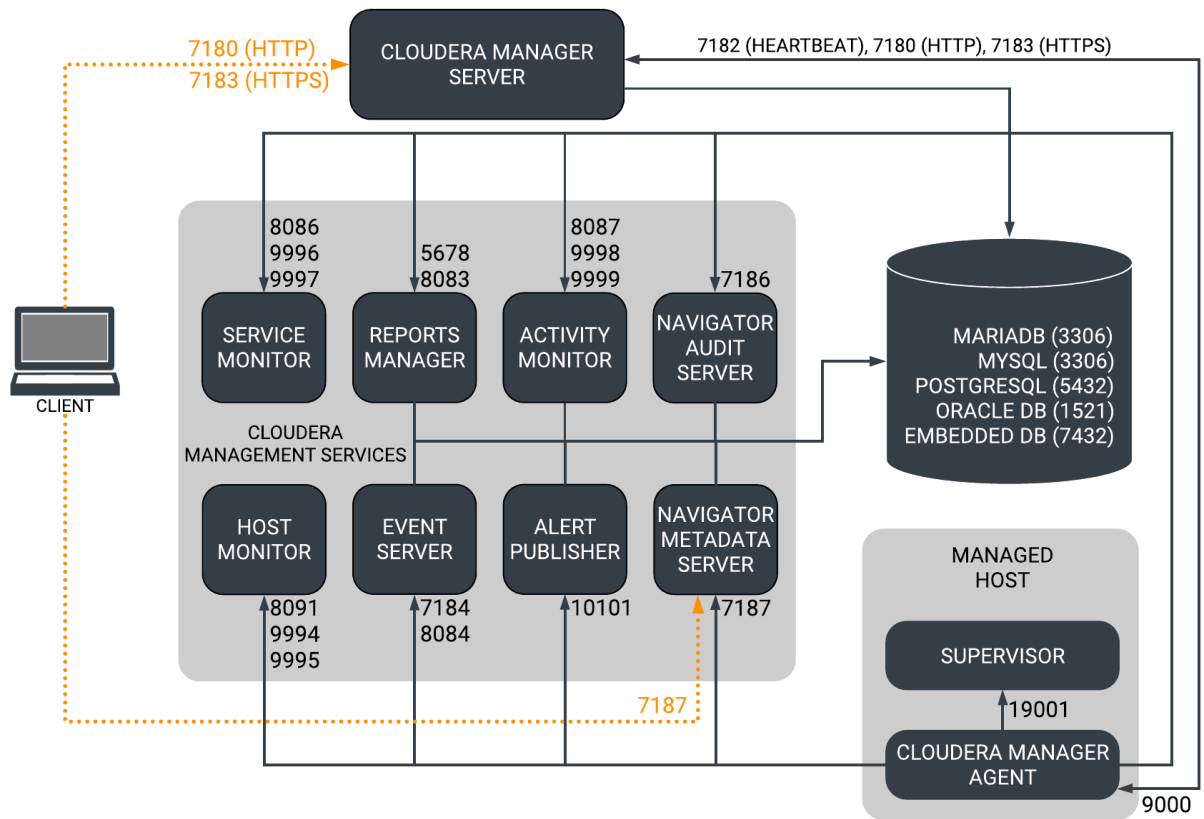 7180 (HTTP)
7183 (HTTPS)
CLOUDERA MANAGER
SERVER
7182 (HEARTBEAT), 7180 (HTTP), 7183 (HTTPS)
8086
9996
9997
5678
8083
8087
9998
9999
7186
SERVICE
MONITOR
REPORTS
MANAGER
ACTIVITY
MONITOR
NAVIGATOR
AUDIT
SERVER
MARIADB (3306)
MYSQL (3306)
POSTGRESQL (5432)
ORACLE DB (1521)
EMBEDDED DB (7432)
CLIENT
CLOUDERA
MANAGEMENT SERVICES
HOST
MONITOR
EVENT
SERVER
ALERT
PUBLISHER
NAVIGATOR
METADATA
SERVER
8091
9994
9995
7184
8084
10101
7187
7187
MANAGED
HOST
SUPERVISOR
19001
CLOUDERA MANAGER
AGENT
9000